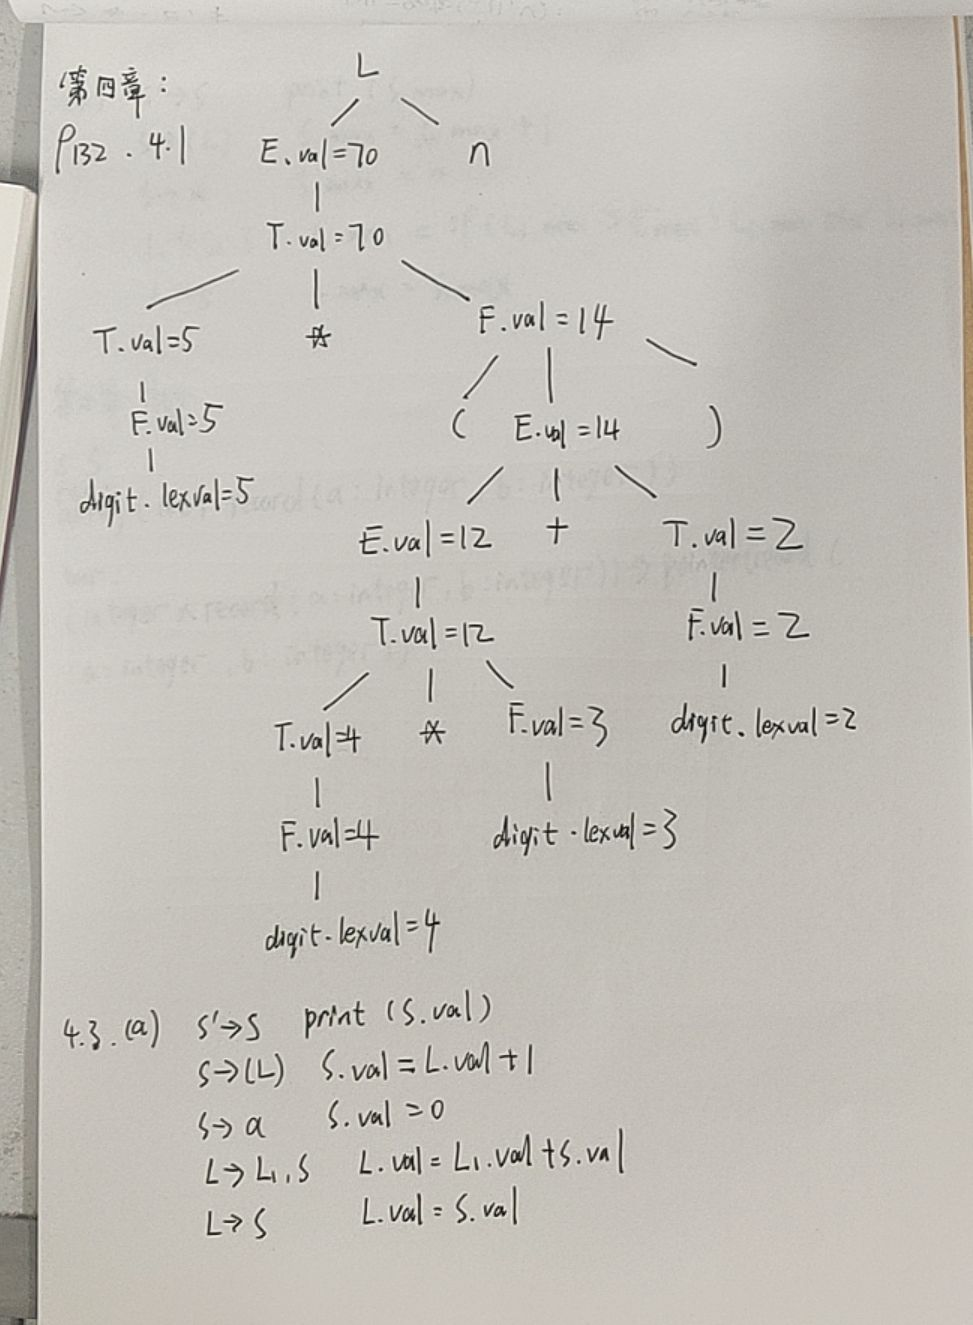 第四章：
L
P132 . 4.1
E.val=70 n
T.val=70
T.val=5 * F.val=14
F.val=5 ( E.val=14 )
digit.lexval=5
E.val=12 + T.val=2
T.val=12 F.val=2
T.val=4 * F.val=3 digit.lexval=2
F.val=4 digit.lexval=3
digit.lexval=4
4.3.(a) S'→S print (S.val)
S→(L) S.val=L.val+1
S→a S.val=0
L→L₁,S L.val=L₁.val+S.val
L→S L.val=S.val